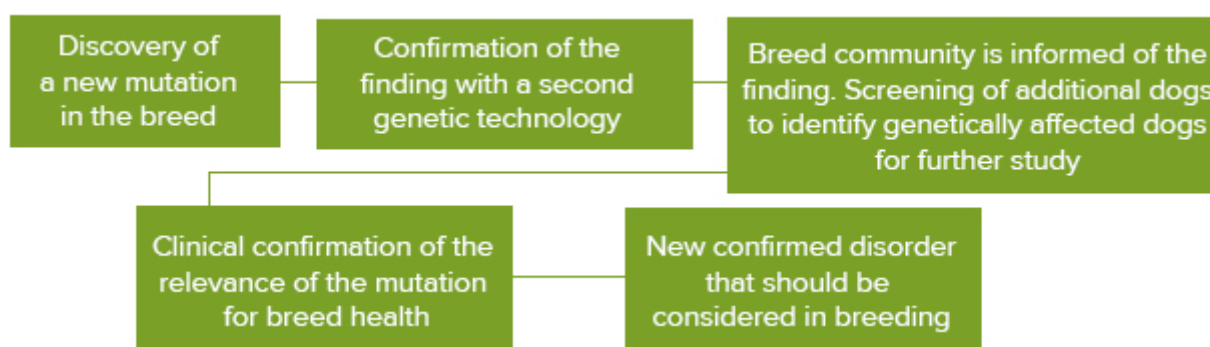 Discovery of
a new mutation
in the breed
Confirmation of the
finding with a second
genetic technology
Breed community is informed of the
finding. Screening of additional dogs
to identify genetically affected dogs
for further study
Clinical confirmation of the
relevance of the mutation
for breed health
New confirmed disorder
that should be
considered in breeding